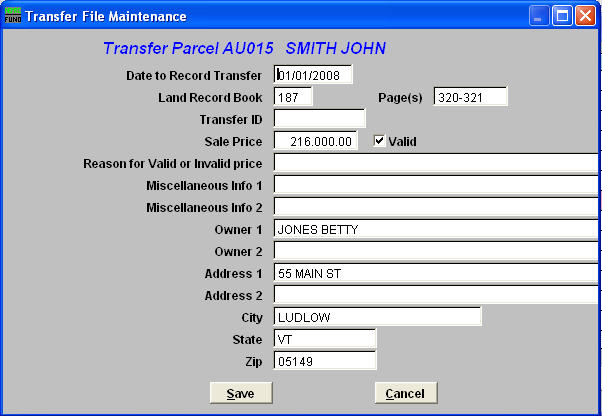 FUND Transfer File Maintenance
Transfer Parcel AU015 SMITH JOHN
Date to Record Transfer 01/01/2008
Land Record Book 187 Page(s) 320-321
Transfer ID
Sale Price 216.000.00 Valid
Reason for Valid or Invalid price
Miscellaneous Info 1
Miscellaneous Info 2
Owner 1 JONES BETTY
Owner 2
Address 1 55 MAIN ST
Address 2
City LUDLOW
State VT
Zip 05149
Save Cancel